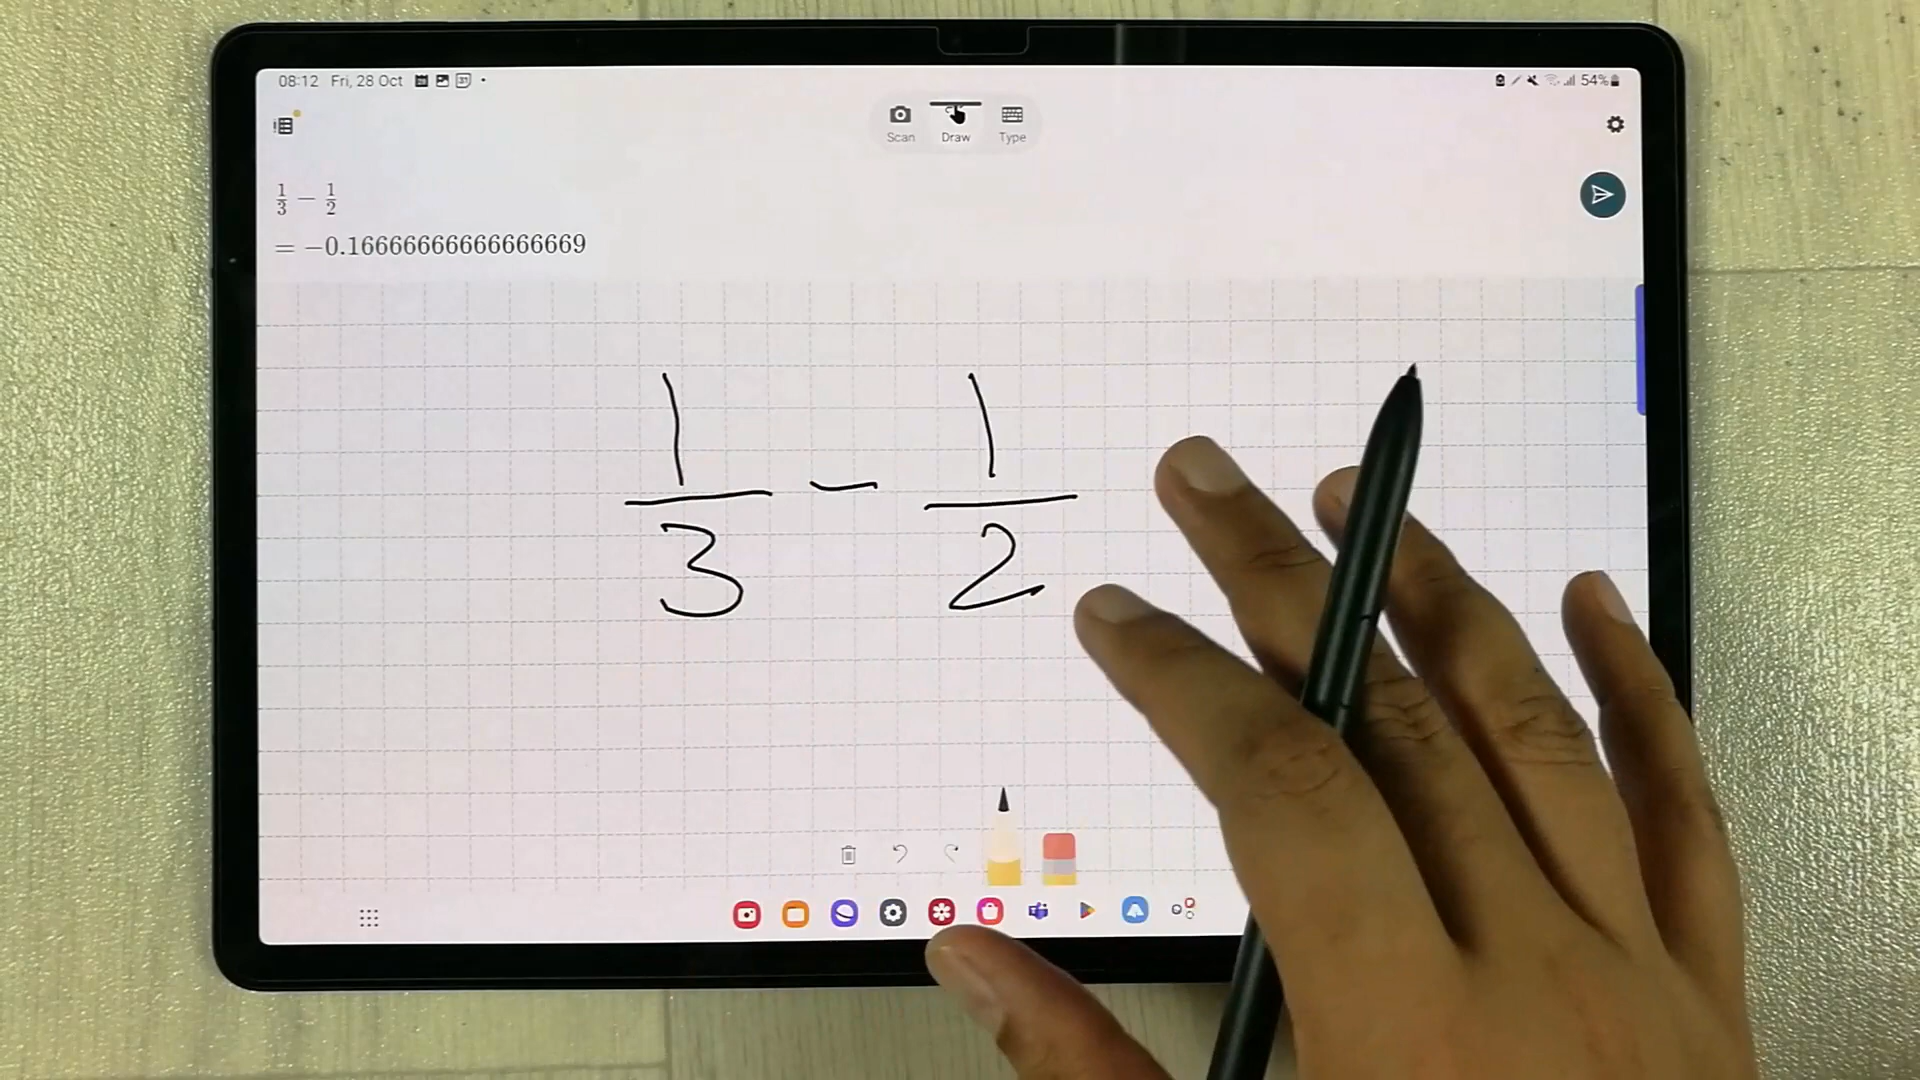 08:12 Fri, 28 Oct 54%
Scan Draw Type
1/3 − 1/2
= −0.16666666666666669
1/3 − 1/2